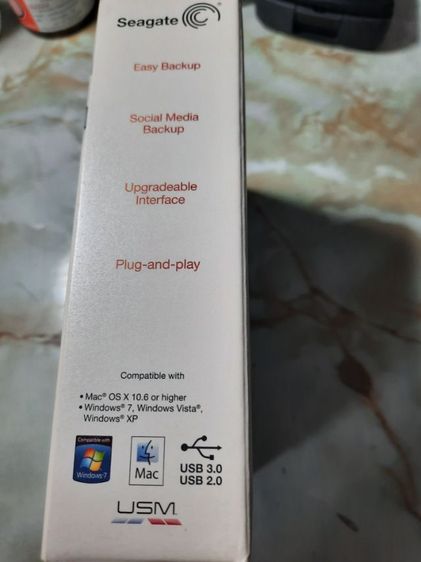 Seagate
Easy Backup
Social Media
Backup
Upgradeable
Interface
Plug-and-play
Compatible with
• Mac® OS X 10.6 or higher
• Windows® 7, Windows Vista®,
Windows® XP
Compatible with
Windows® 7
Mac
USB 3.0
USB 2.0
USM